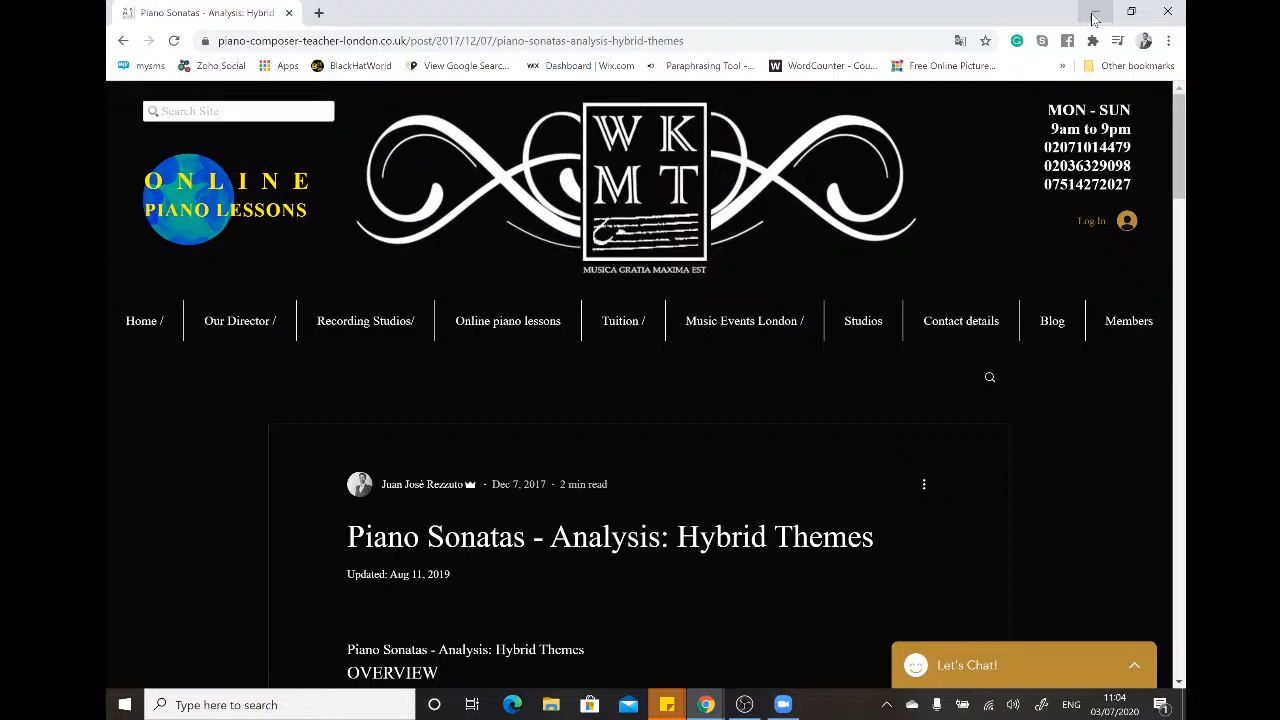 Piano Sonatas - Analysis: Hybrid
piano-composer-teacher-london.co.uk/post/2017/12/07/piano-sonatas-analysis-hybrid-themes
mysms
Zoho Social
Apps
BlackHatWorld
View Google Searc...
Dashboard | Wix.com
Paraphrasing Tool -...
WordCounter - Cou...
Free Online Picture...
»
Other bookmarks
Search Site
ONLINE
PIANO LESSONS
WK
MT
MUSICA GRATIA MAXIMA EST
MON - SUN
9am to 9pm
02071014479
02036329098
07514272027
Log In
Home /
Our Director /
Recording Studios/
Online piano lessons
Tuition /
Music Events London /
Studios
Contact details
Blog
Members
Juan José Rezzuto · Dec 7, 2017 · 2 min read
Piano Sonatas - Analysis: Hybrid Themes
Updated: Aug 11, 2019
Piano Sonatas - Analysis: Hybrid Themes
OVERVIEW
Let's Chat!
Type here to search
ENG
11:04
03/07/2020